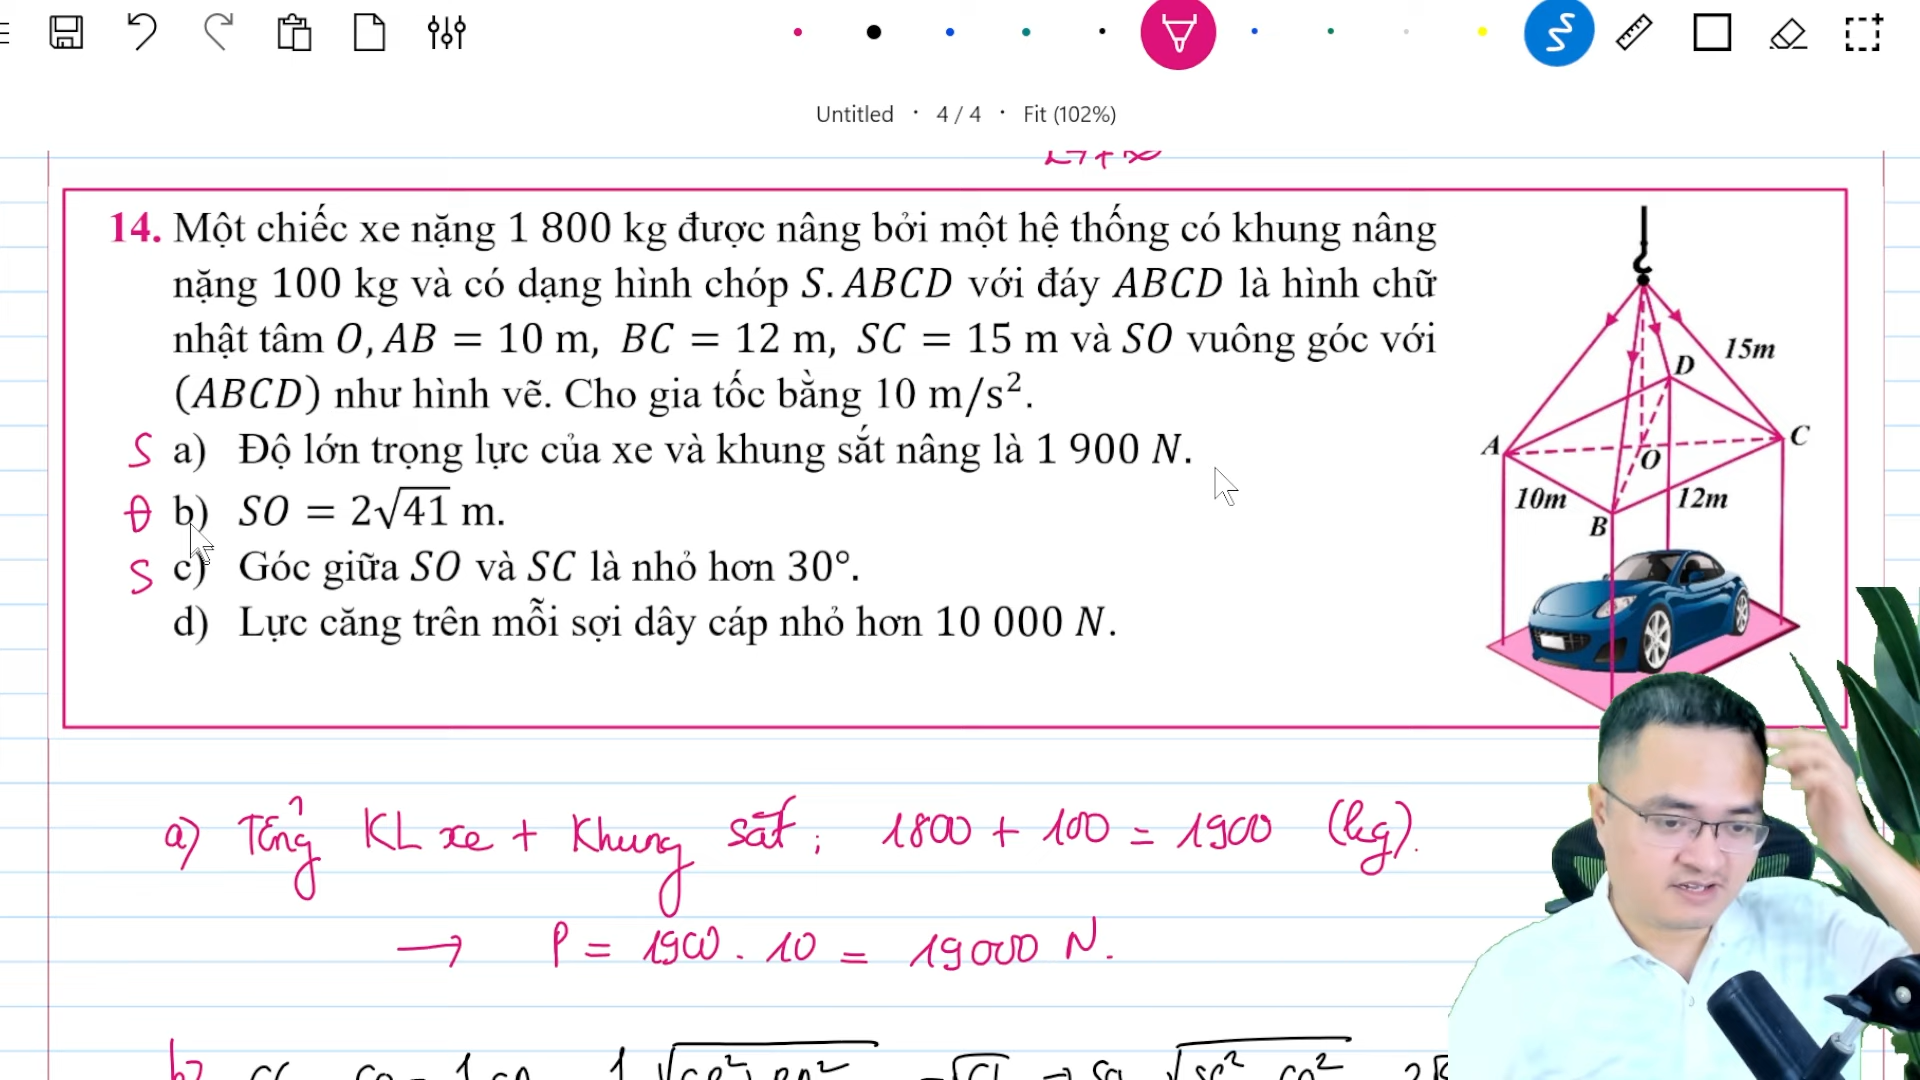 Untitled · 4 / 4 · Fit (102%)
14. Một chiếc xe nặng 1 800 kg được nâng bởi một hệ thống có khung nâng
nặng 100 kg và có dạng hình chóp S.ABCD với đáy ABCD là hình chữ
nhật tâm O, AB = 10 m, BC = 12 m, SC = 15 m và SO vuông góc với
(ABCD) như hình vẽ. Cho gia tốc bằng 10 m/s².
S a) Độ lớn trọng lực của xe và khung sắt nâng là 1 900 N.
Đ b) SO = 2√41 m.
S c) Góc giữa SO và SC là nhỏ hơn 30°.
d) Lực căng trên mỗi sợi dây cáp nhỏ hơn 10 000 N.
15m
D
A
C
O
10m
12m
B
a) Tổng KL xe + Khung sắt : 1800 + 100 = 1900 (kg).
→ P = 1900 . 10 = 19000 N.
b)